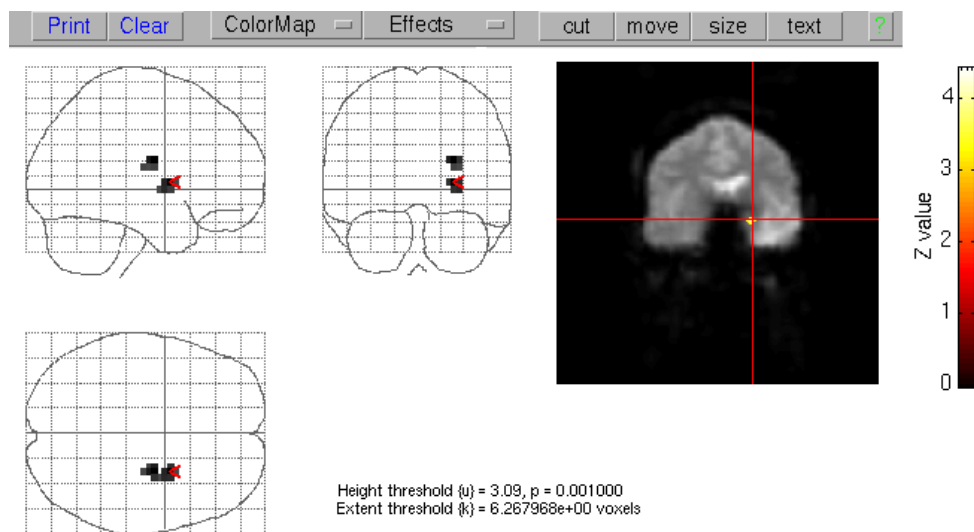 Print Clear ColorMap Effects cut move size text ?
4
3
2
1
0
Z value
Height threshold {u} = 3.09, p = 0.001000
Extent threshold {k} = 6.267968e+00 voxels